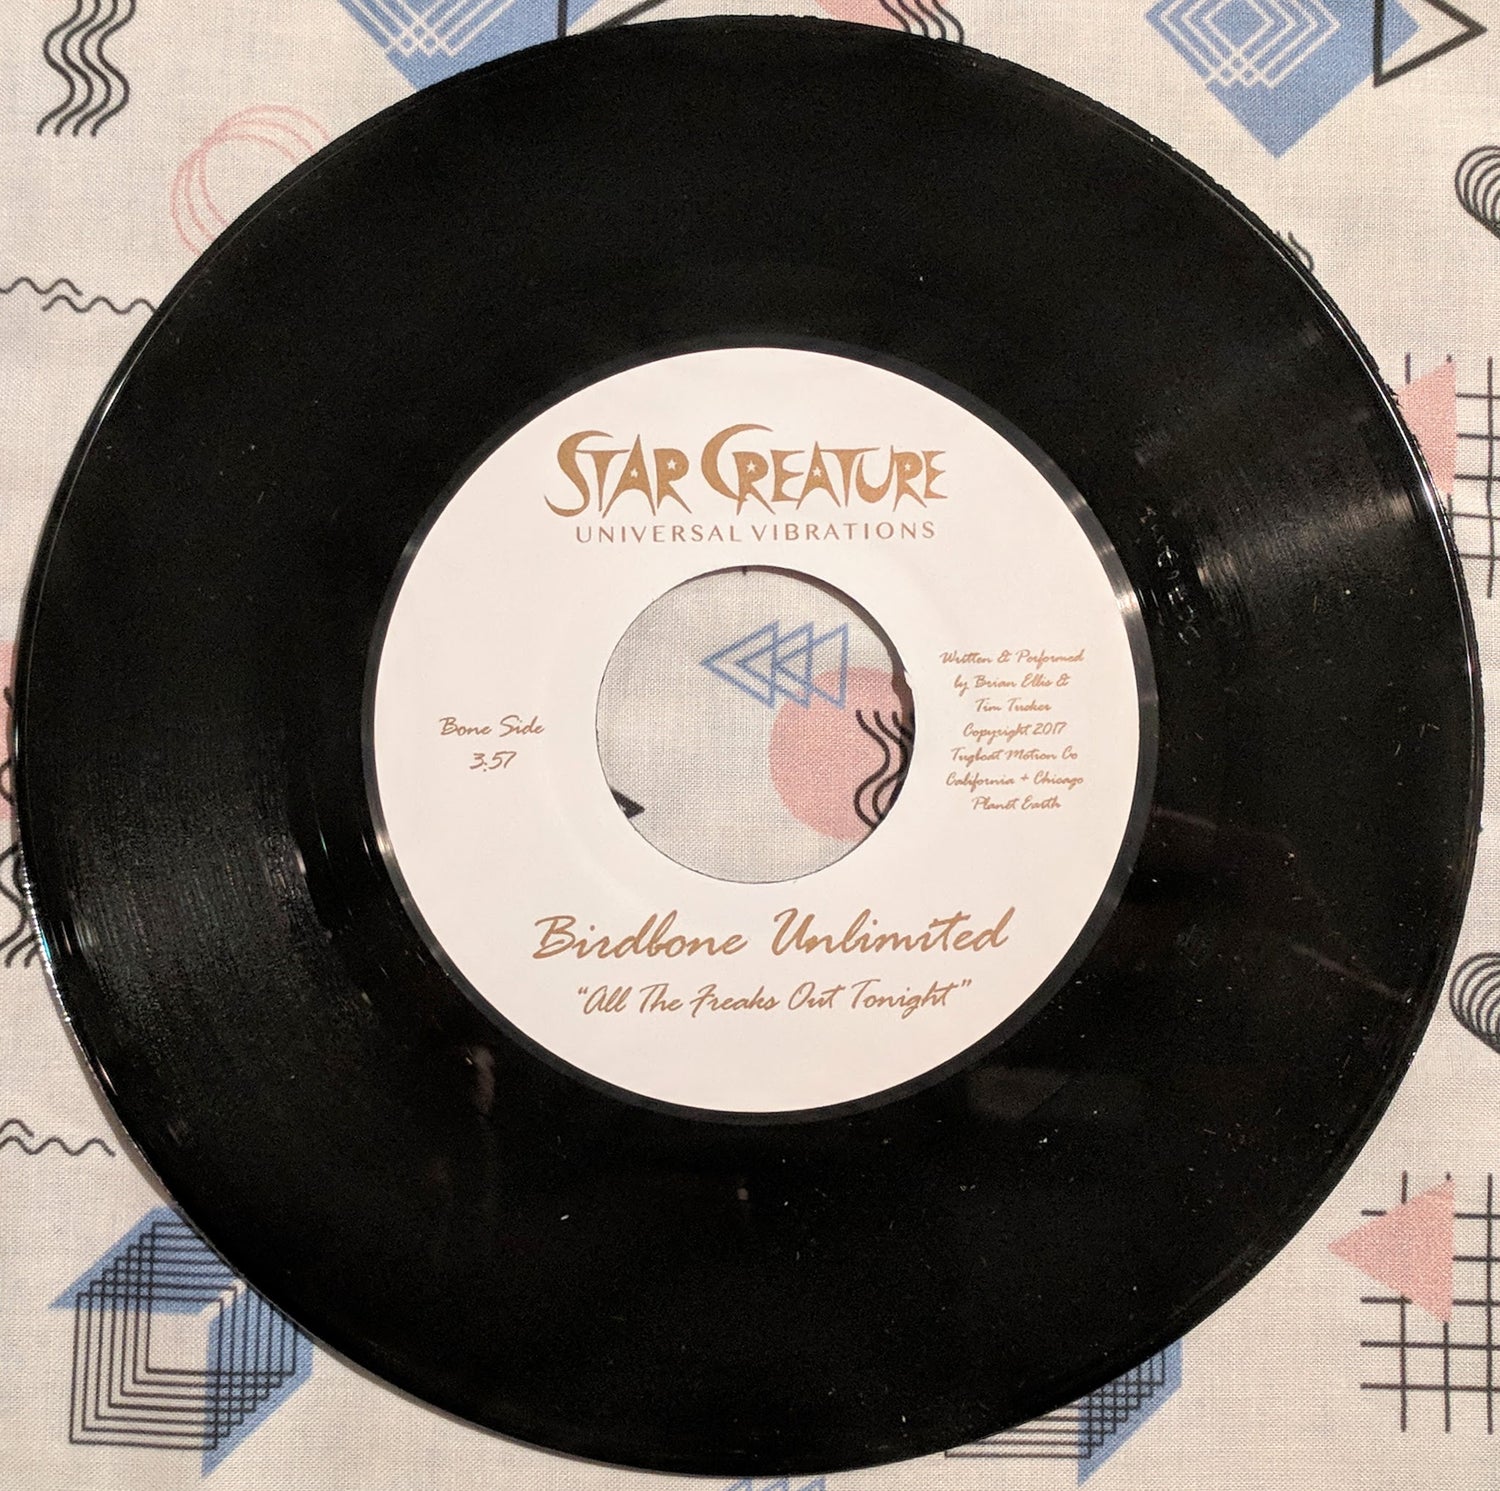 STAR CREATURE
UNIVERSAL VIBRATIONS
Bone Side
3:57
Written & Performed
by Brian Ellis &
Tim Tucker
Copyright 2017
Tugboat Motion Co
California + Chicago
Planet Earth
Birdbone Unlimited
"All The Freaks Out Tonight"